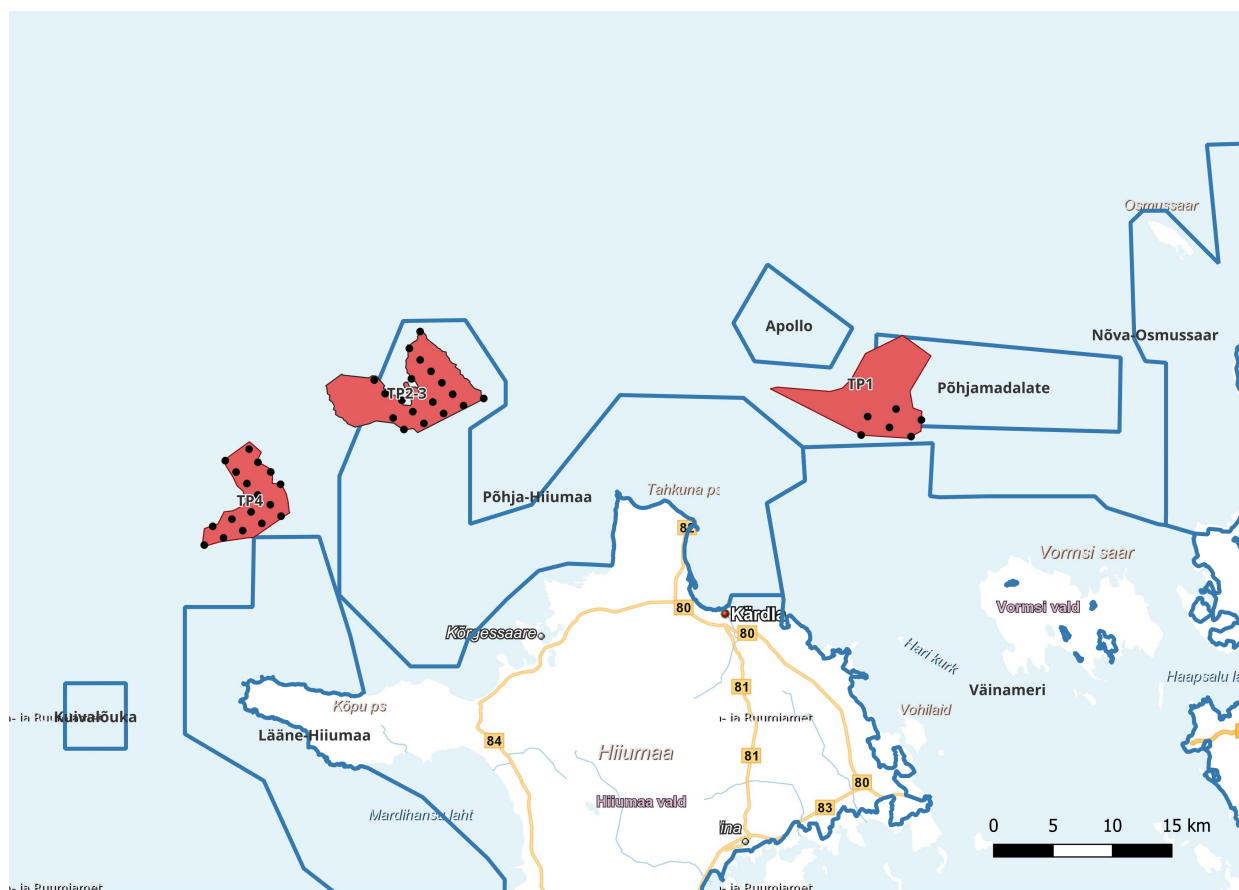 Osmussaar
Apollo
Nõva-Osmussaar
TP1
Põhjamadalate
TP2-3
Põhja-Hiiumaa
Tahkuna ps
TP4
82
Vormsi saar
80
Kärdla
Vormsi vald
Kõrgessaare
80
Hari kurk
Haapsalu la
81
Väinameri
Kõpu ps
Vohilaid
Kuivalõuka
Lääne-Hiiumaa
84
Hiiumaa
81
80
Hiiumaa vald
83
Mardihansu laht
ina
0 5 10 15 km